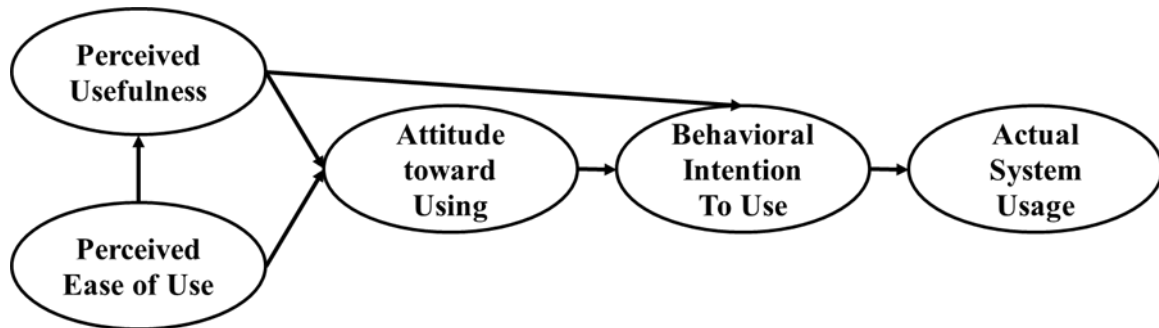 Perceived
Usefulness
Perceived
Ease of Use
Attitude
toward
Using
Behavioral
Intention
To Use
Actual
System
Usage